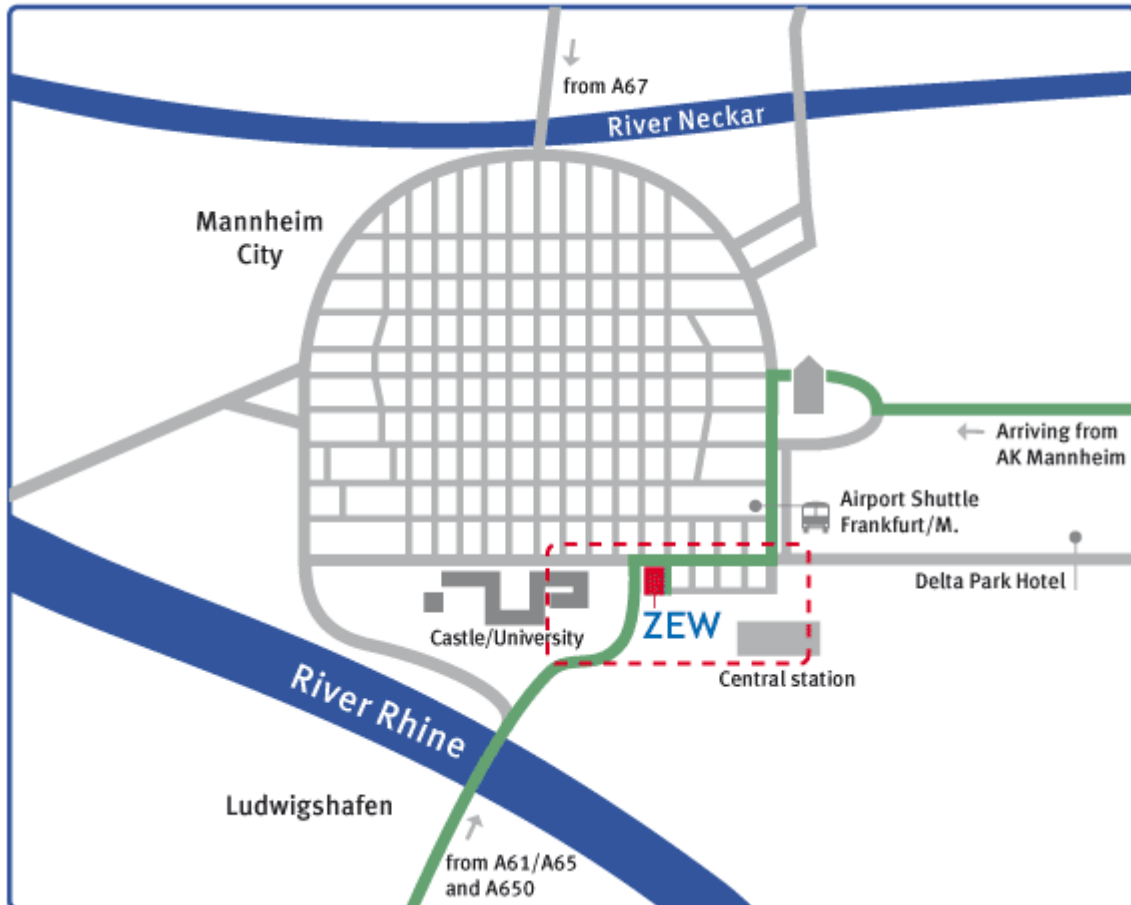 from A67
River Neckar
Mannheim
City
Arriving from
AK Mannheim
Airport Shuttle
Frankfurt/M.
Delta Park Hotel
Castle/University
ZEW
Central station
River Rhine
Ludwigshafen
from A61/A65
and A650